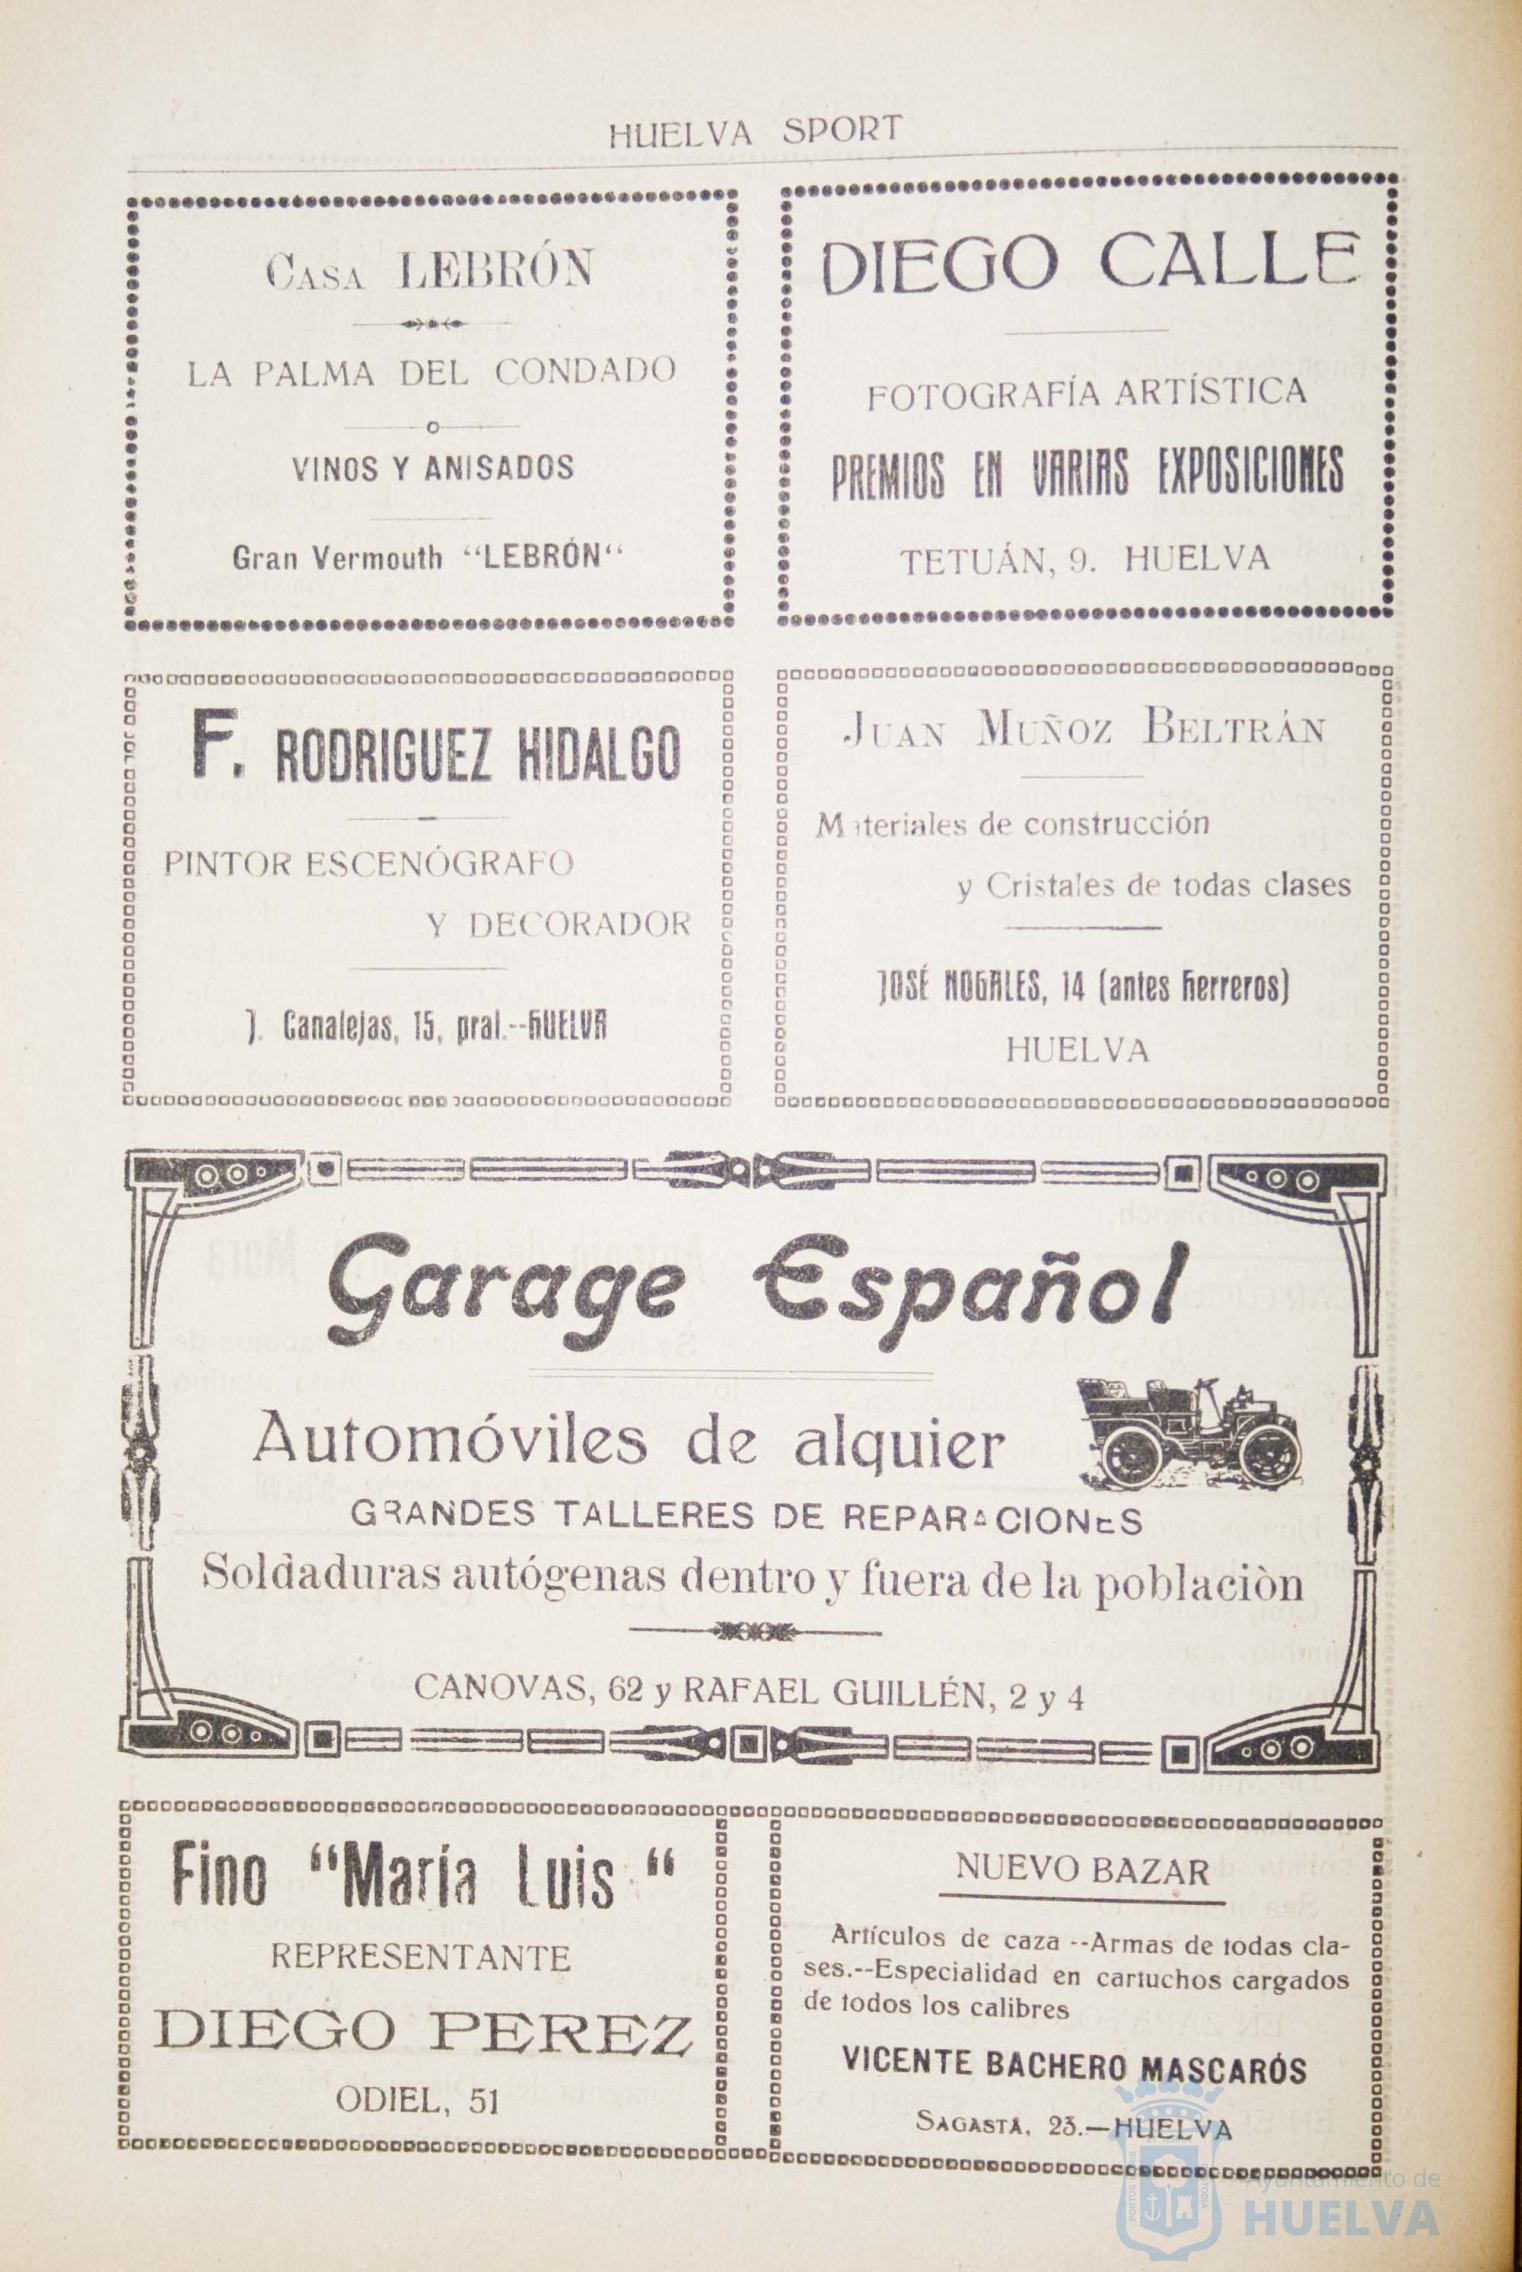 HUELVA SPORT
CASA LEBRÓN
LA PALMA DEL CONDADO
VINOS Y ANISADOS
Gran Vermouth "LEBRÓN"
DIEGO CALLE
FOTOGRAFÍA ARTÍSTICA
PREMIOS EN VARIAS EXPOSICIONES
TETUÁN, 9. HUELVA
F. RODRIGUEZ HIDALGO
PINTOR ESCENÓGRAFO
Y DECORADOR
J. Canalejas, 15, pral.--HUELVA
JUAN MUÑOZ BELTRÁN
Materiales de construcción
y Cristales de todas clases
JOSÉ NOGALES, 14 (antes herreros)
HUELVA
Garage Español
Automóviles de alquier
GRANDES TALLERES DE REPARACIONES
Soldaduras autógenas dentro y fuera de la poblaciòn
CANOVAS, 62 y RAFAEL GUILLÉN, 2 y 4
Fino "María Luis "
REPRESENTANTE
DIEGO PEREZ
ODIEL, 51
NUEVO BAZAR
Artículos de caza --Armas de todas cla-
ses.--Especialidad en cartuchos cargados
de todos los calibres
VICENTE BACHERO MASCARÓS
SAGASTA, 23.—HUELVA
Ayuntamiento de
HUELVA